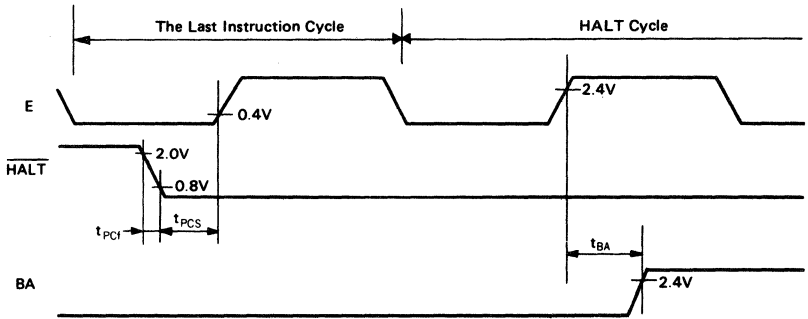 The Last Instruction Cycle
HALT Cycle
E
0.4V
2.4V
HALT
2.0V
0.8V
tPCf
tPCS
tBA
BA
2.4V